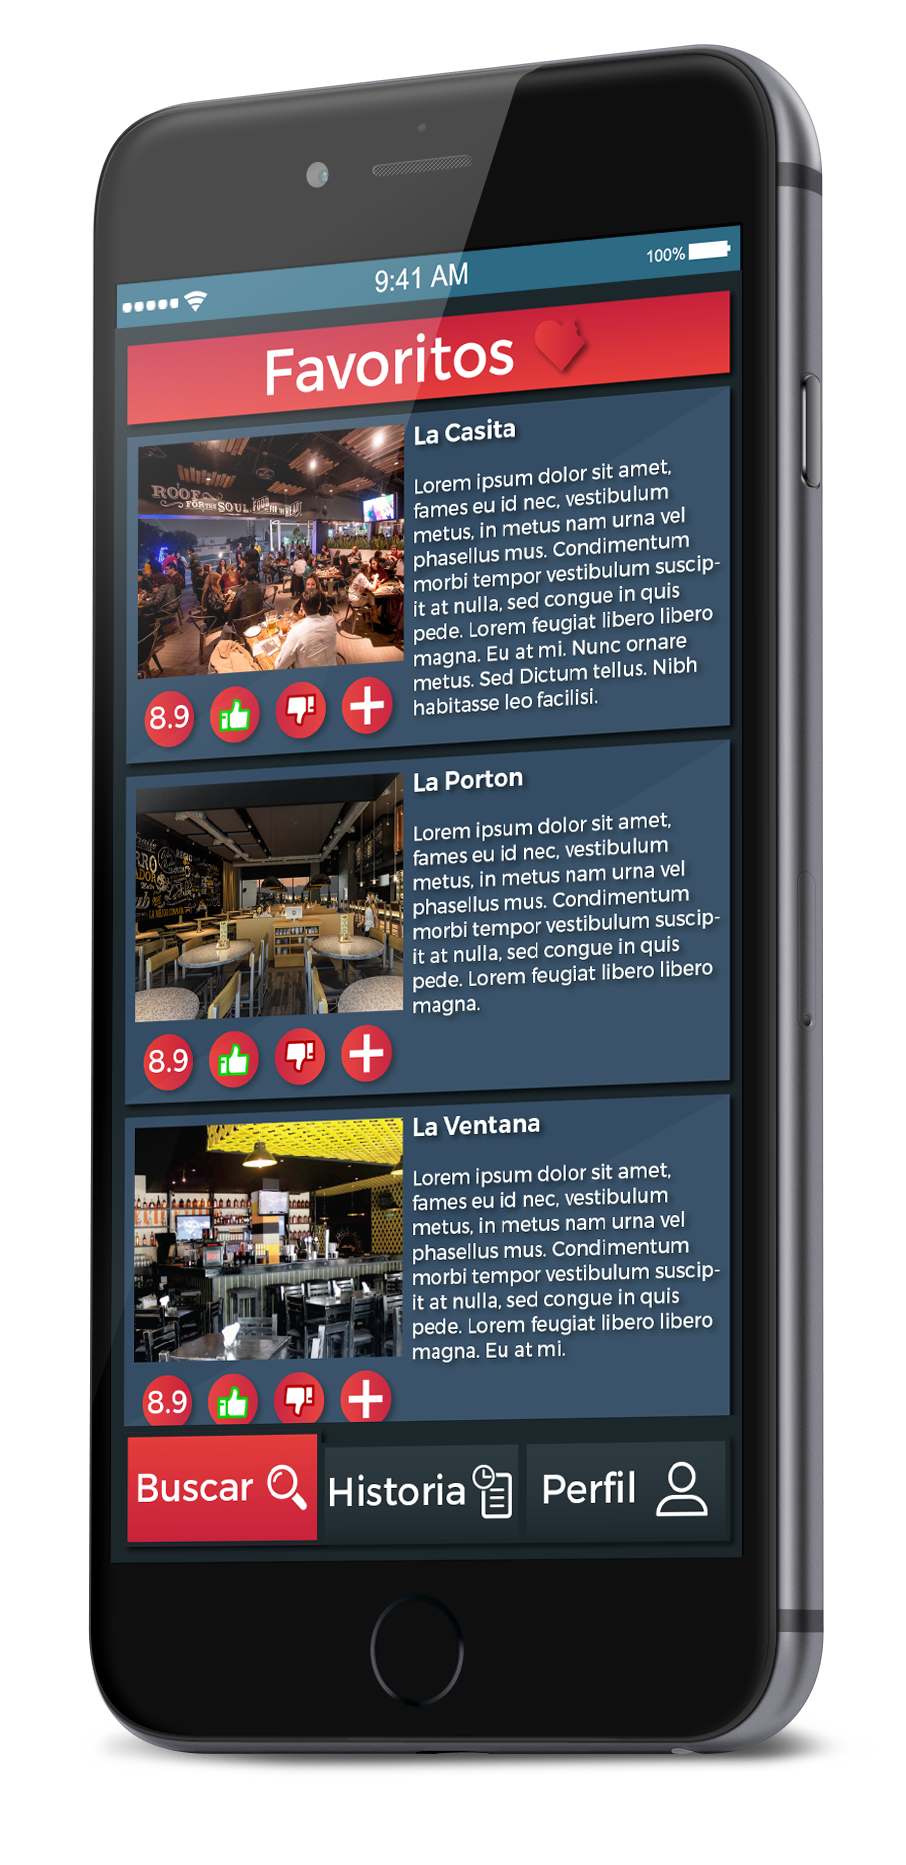 9:41 AM
100%
Favoritos
La Casita
ROOF
FOR THE SOUL FOOD
Lorem ipsum dolor sit amet,
fames eu id nec, vestibulum
metus, in metus nam urna vel
phasellus mus. Condimentum
morbi tempor vestibulum suscip-
it at nulla, sed congue in quis
pede. Lorem feugiat libero libero
magna. Eu at mi. Nunc ornare
metus. Sed Dictum tellus. Nibh
habitasse leo facilisi.
8.9
La Porton
Lorem ipsum dolor sit amet,
fames eu id nec, vestibulum
metus, in metus nam urna vel
phasellus mus. Condimentum
morbi tempor vestibulum suscip-
it at nulla, sed congue in quis
pede. Lorem feugiat libero libero
magna.
8.9
La Ventana
Lorem ipsum dolor sit amet,
fames eu id nec, vestibulum
metus, in metus nam urna vel
phasellus mus. Condimentum
morbi tempor vestibulum suscip-
it at nulla, sed congue in quis
pede. Lorem feugiat libero libero
magna. Eu at mi.
8.9
Buscar
Historia
Perfil